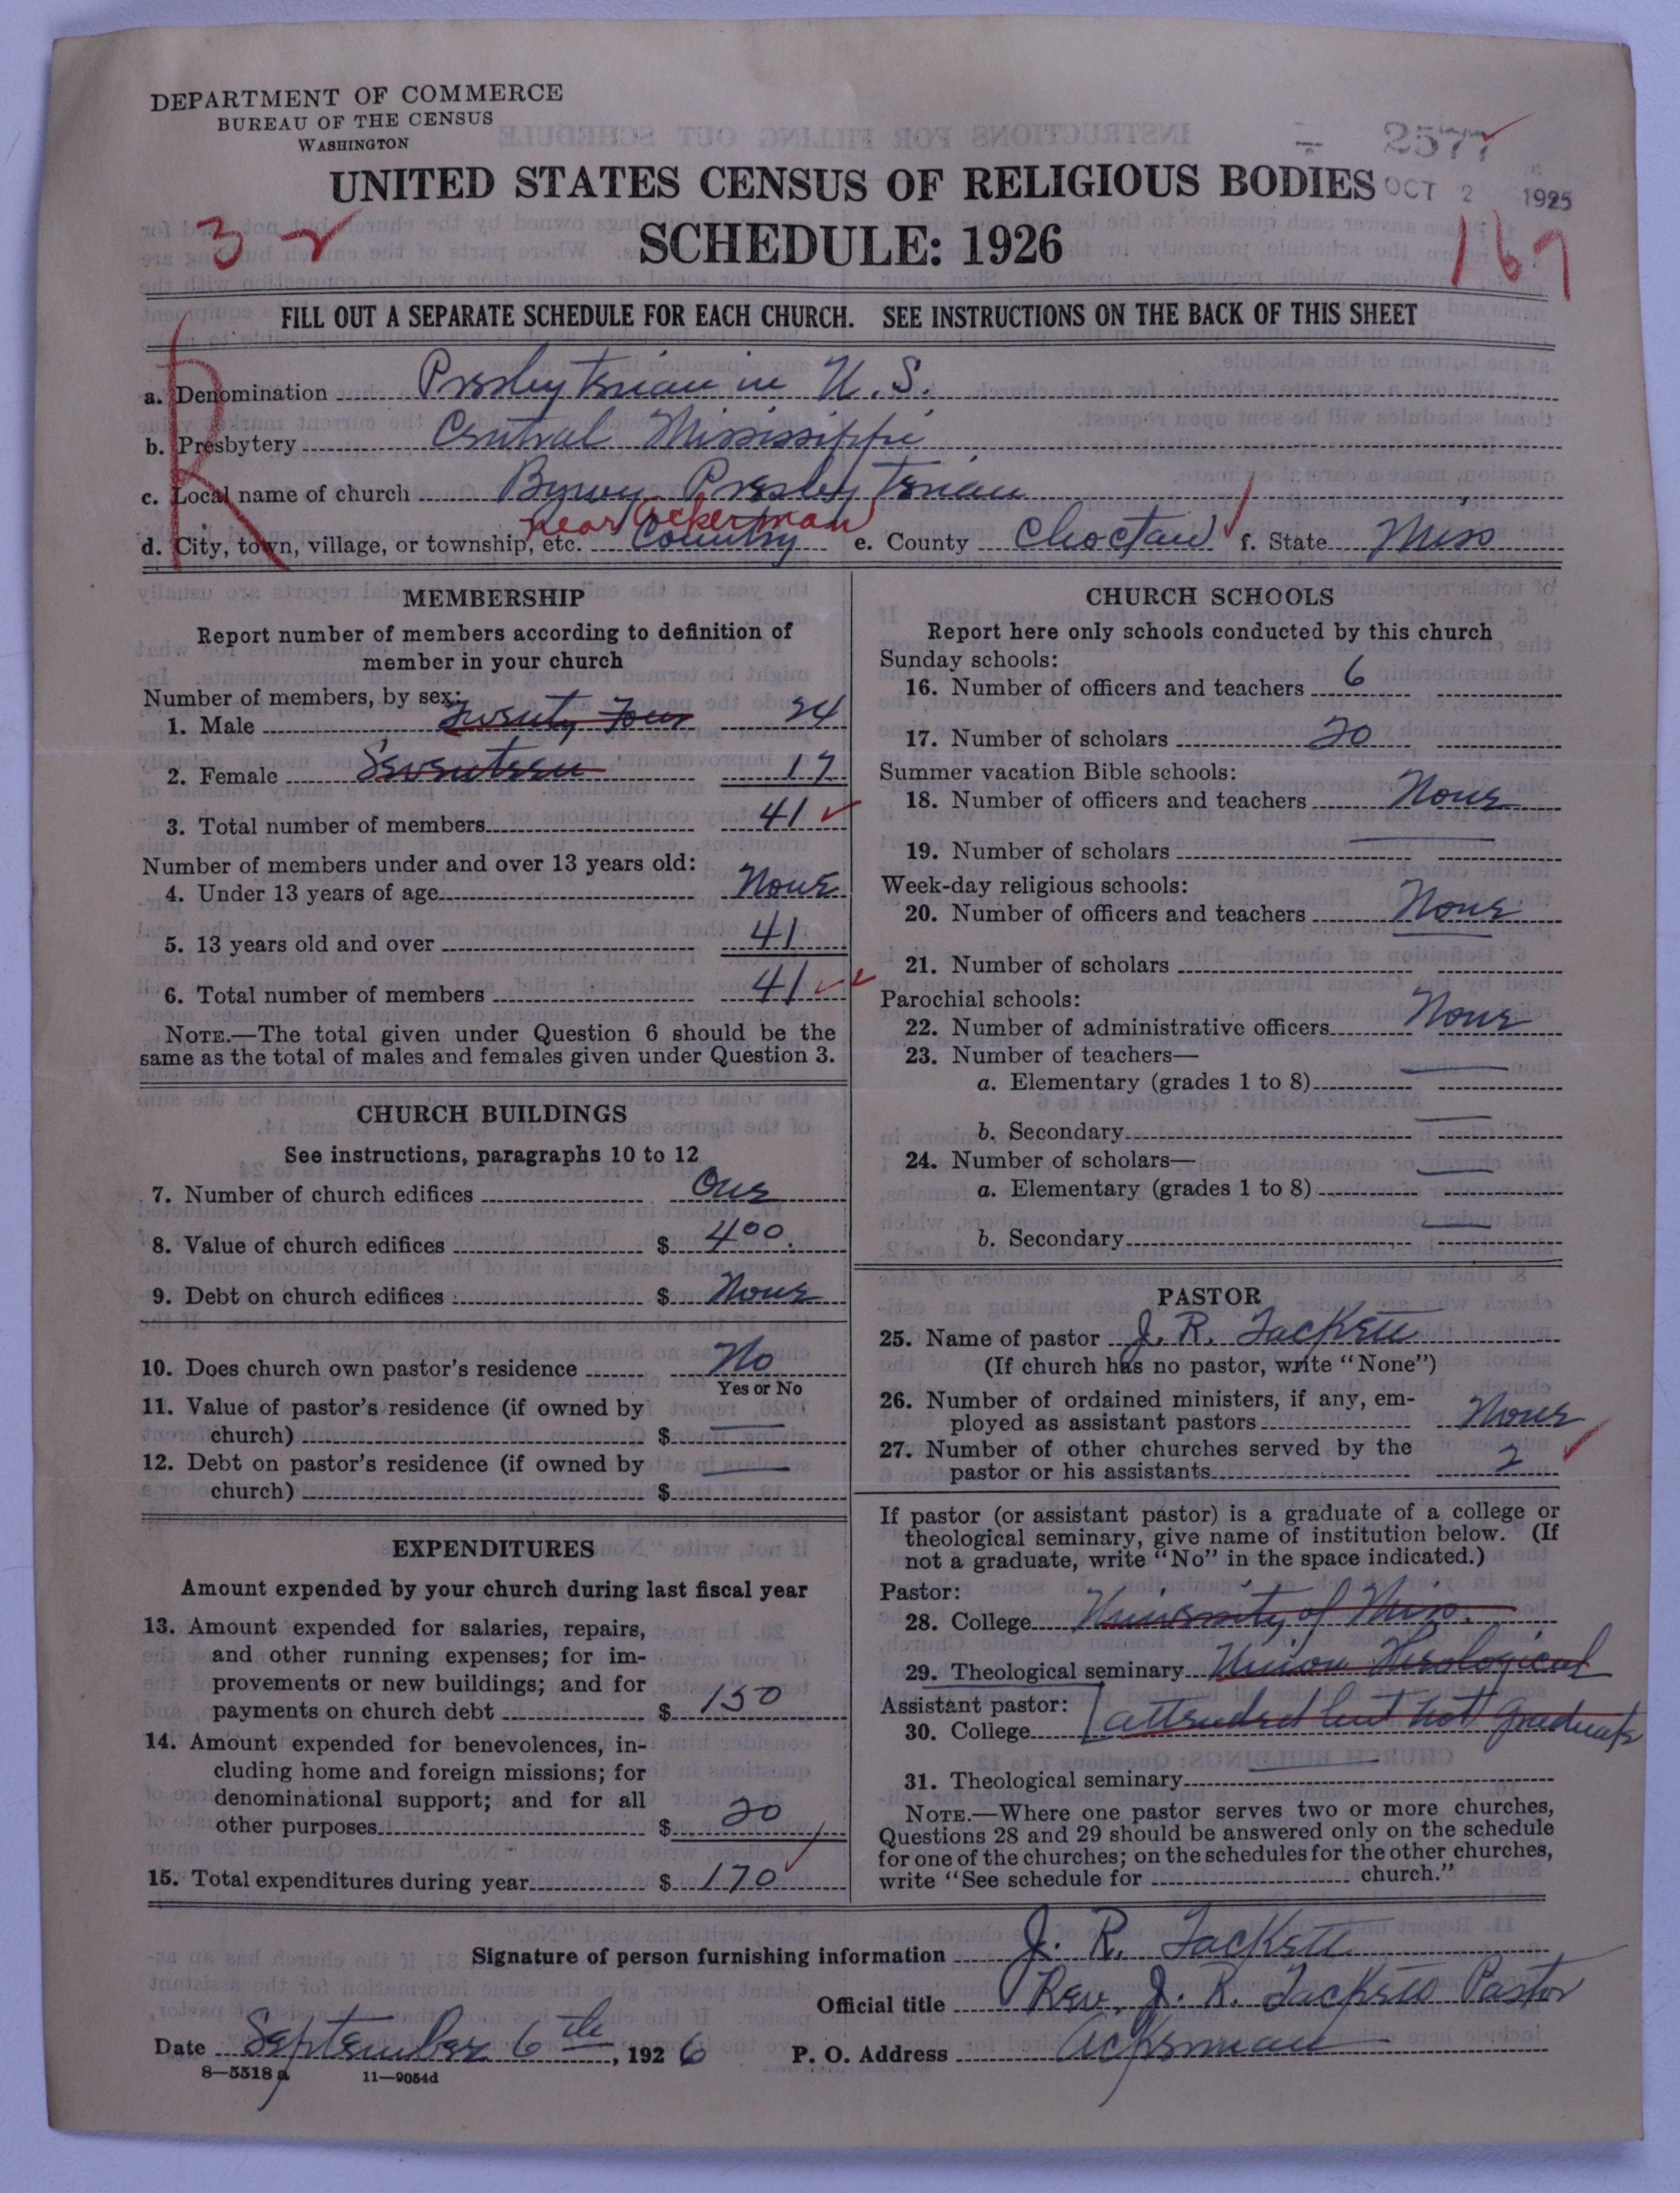 DEPARTMENT OF COMMERCE
BUREAU OF THE CENSUS
WASHINGTON
2577
UNITED STATES CENSUS OF RELIGIOUS BODIES
OCT 2 1925
3 2
SCHEDULE: 1926
167
FILL OUT A SEPARATE SCHEDULE FOR EACH CHURCH. SEE INSTRUCTIONS ON THE BACK OF THIS SHEET
R
a. Denomination Presbyterian in U.S.
b. Presbytery Central Mississippi
c. Local name of church Bywy Presbyterian
near Ackerman
d. City, town, village, or township, etc. Country e. County Choctaw f. State Miss
MEMBERSHIP
Report number of members according to definition of
member in your church
Number of members, by sex:
1. Male Twenty Four 24
2. Female Seventeen 17
3. Total number of members 41
Number of members under and over 13 years old:
4. Under 13 years of age None
5. 13 years old and over 41
6. Total number of members 41
NOTE.—The total given under Question 6 should be the
same as the total of males and females given under Question 3.
CHURCH BUILDINGS
See instructions, paragraphs 10 to 12
7. Number of church edifices One
8. Value of church edifices $ 400.
9. Debt on church edifices $ None
10. Does church own pastor's residence No
Yes or No
11. Value of pastor's residence (if owned by
church) $ —
12. Debt on pastor's residence (if owned by
church) $ —
EXPENDITURES
Amount expended by your church during last fiscal year
13. Amount expended for salaries, repairs,
and other running expenses; for im-
provements or new buildings; and for
payments on church debt $ 150
14. Amount expended for benevolences, in-
cluding home and foreign missions; for
denominational support; and for all
other purposes $ 20
15. Total expenditures during year $ 170
CHURCH SCHOOLS
Report here only schools conducted by this church
Sunday schools:
16. Number of officers and teachers 6
17. Number of scholars 20
Summer vacation Bible schools:
18. Number of officers and teachers None
19. Number of scholars —
Week-day religious schools:
20. Number of officers and teachers None
21. Number of scholars —
Parochial schools:
22. Number of administrative officers None
23. Number of teachers—
a. Elementary (grades 1 to 8) —
b. Secondary —
24. Number of scholars—
a. Elementary (grades 1 to 8) —
b. Secondary —
PASTOR
25. Name of pastor J. R. Tackett
(If church has no pastor, write "None")
26. Number of ordained ministers, if any, em-
ployed as assistant pastors None
27. Number of other churches served by the
pastor or his assistants 2
If pastor (or assistant pastor) is a graduate of a college or
theological seminary, give name of institution below. (If
not a graduate, write "No" in the space indicated.)
Pastor:
28. College University of Miss.
29. Theological seminary Union Theological
Assistant pastor:
30. College [attended but not graduate
31. Theological seminary —
NOTE.—Where one pastor serves two or more churches,
Questions 28 and 29 should be answered only on the schedule
for one of the churches; on the schedules for the other churches,
write "See schedule for church."
Signature of person furnishing information J. R. Tackett
Official title Rev. J. R. Tackett Pastor
Date September 6th, 1926 P. O. Address Ackerman
8—5518 a 11—9054d